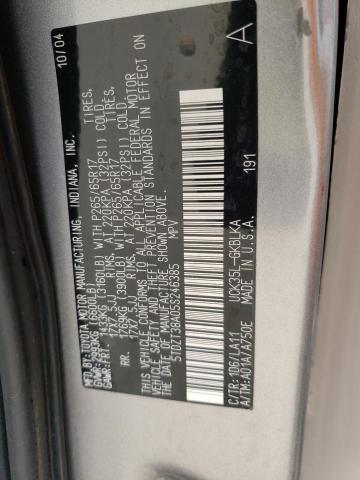 MFD.BY:TOYOTA MOTOR MANUFACTURING, INDIANA, INC. 10/04
GVWR:2993KG (6600LB)
GAWR:FRT. 1433KG (3160LB) WITH P265/65R17 TIRES,
17X7.5JJ RIMS, AT 220KPA (32PSI) COLD.
RR. 1769KG (3900LB) WITH P265/65R17 TIRES,
17X7.5JJ RIMS, AT 220KPA (32PSI) COLD.
THIS VEHICLE CONFORMS TO ALL APPLICABLE FEDERAL MOTOR
VEHICLE SAFETY AND THEFT PREVENTION STANDARDS IN EFFECT ON
THE DATE OF MANUFACTURE SHOWN ABOVE.
5TDZT38A05S246385 MPV
C/TR:1D6/LA11 UCK35L-GKBLKA A
A/TM:A01A/A750E MADE IN U.S.A. 191